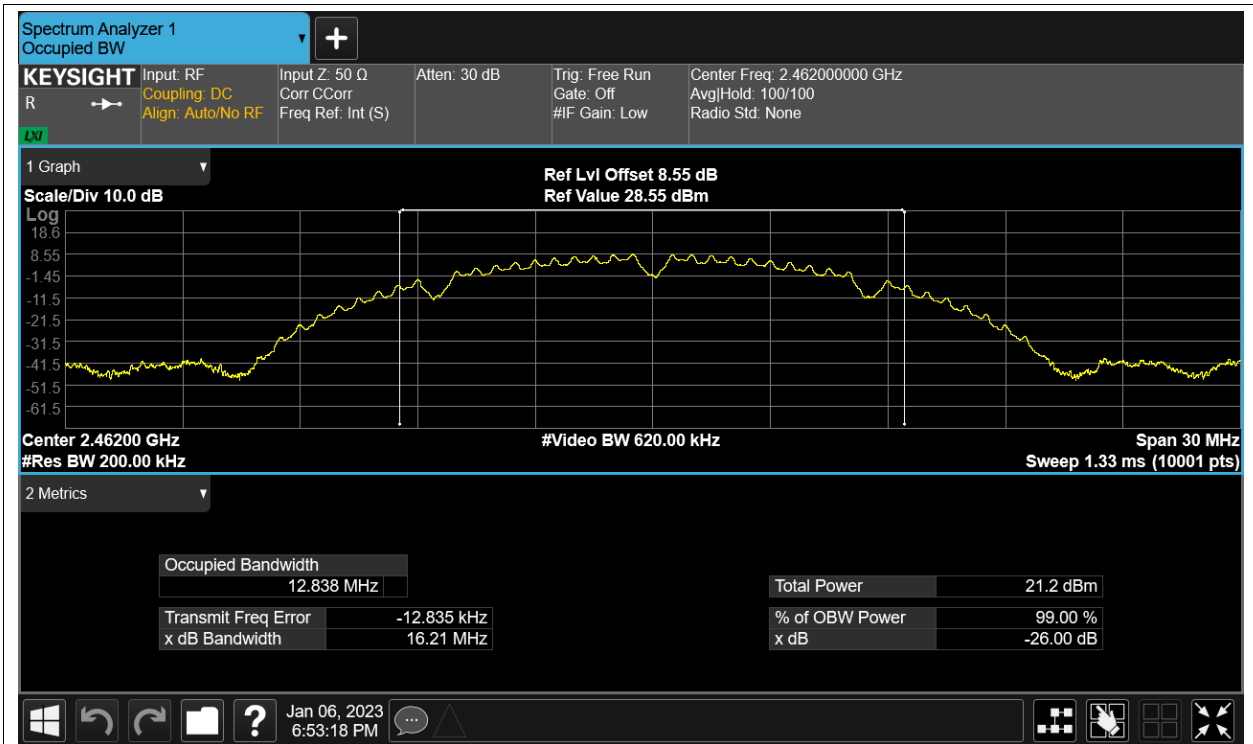 Spectrum Analyzer 1
Occupied BW
KEYSIGHT
R
LXI
Input: RF
Coupling: DC
Align: Auto/No RF
Input Z: 50 Ω
Corr CCorr
Freq Ref: Int (S)
Atten: 30 dB
Trig: Free Run
Gate: Off
#IF Gain: Low
Center Freq: 2.462000000 GHz
Avg|Hold: 100/100
Radio Std: None
1 Graph
Scale/Div 10.0 dB
Ref Lvl Offset 8.55 dB
Ref Value 28.55 dBm
Log
18.6
8.55
-1.45
-11.5
-21.5
-31.5
-41.5
-51.5
-61.5
Center 2.46200 GHz
#Res BW 200.00 kHz
#Video BW 620.00 kHz
Span 30 MHz
Sweep 1.33 ms (10001 pts)
2 Metrics
Occupied Bandwidth
12.838 MHz
Transmit Freq Error -12.835 kHz
x dB Bandwidth 16.21 MHz
Total Power 21.2 dBm
% of OBW Power 99.00 %
x dB -26.00 dB
?
Jan 06, 2023
6:53:18 PM